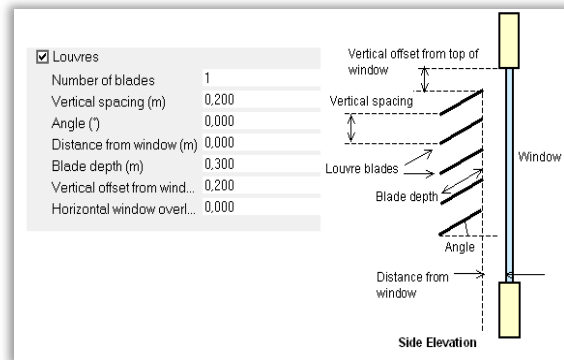 Louvres
Number of blades 1
Vertical spacing (m) 0,200
Angle (°) 0,000
Distance from window (m) 0,000
Blade depth (m) 0,300
Vertical offset from wind... 0,200
Horizontal window overl... 0,000
Vertical offset from top of
window
Vertical spacing
Louvre blades
Window
Blade depth
Angle
Distance from
window
Side Elevation